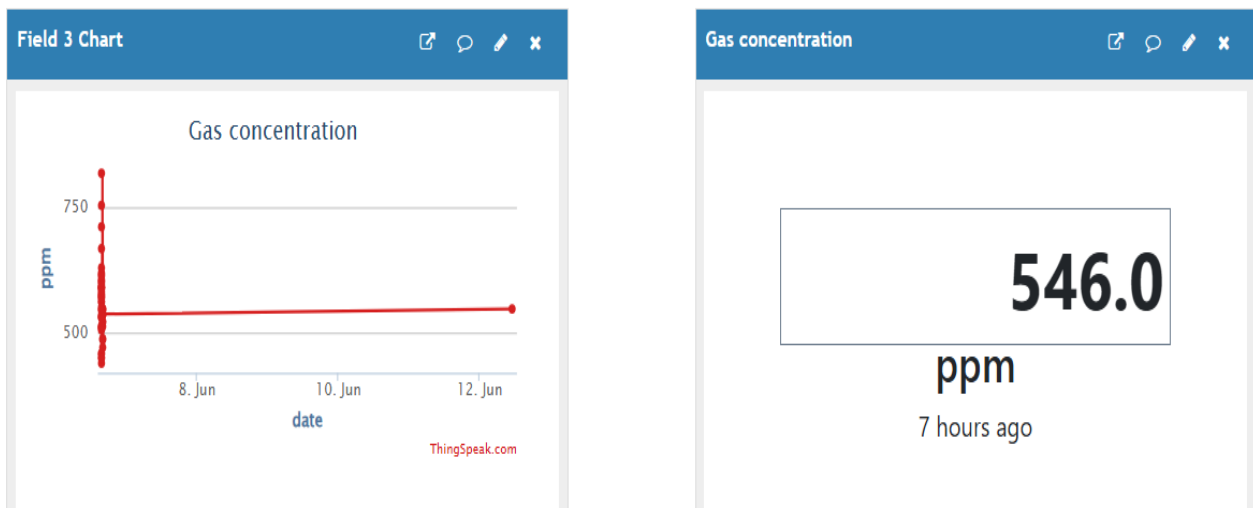 Field 3 Chart
Gas concentration
750
500
ppm
8. Jun
10. Jun
12. Jun
date
ThingSpeak.com
Gas concentration
546.0
ppm
7 hours ago